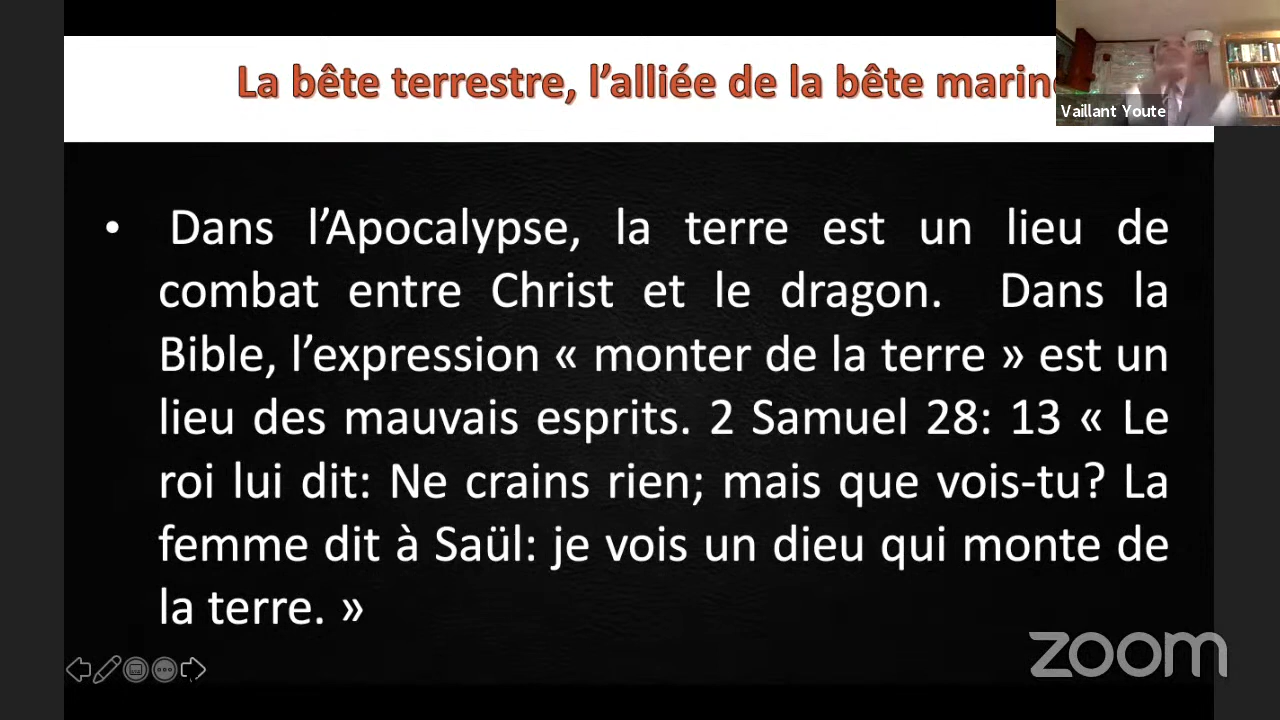 La bête terrestre, l’alliée de la bête marine
Vaillant Youte
• Dans l’Apocalypse, la terre est un lieu de
combat entre Christ et le dragon. Dans la
Bible, l’expression « monter de la terre » est un
lieu des mauvais esprits. 2 Samuel 28: 13 « Le
roi lui dit: Ne crains rien; mais que vois-tu? La
femme dit à Saül: je vois un dieu qui monte de
la terre. »
zoom